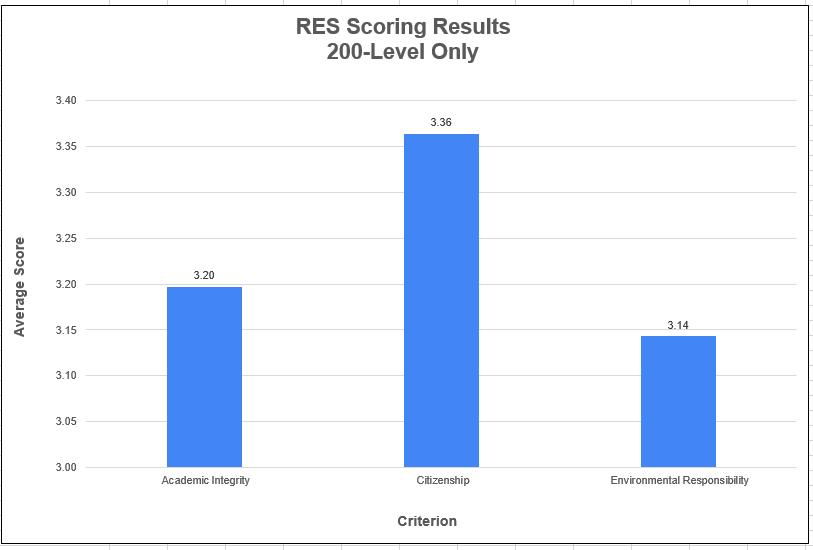 RES Scoring Results
200-Level Only
3.40
3.36
3.35
3.30
3.25
3.20
3.20
3.15
3.14
3.10
3.05
3.00
Average Score
Academic Integrity
Citizenship
Environmental Responsibility
Criterion